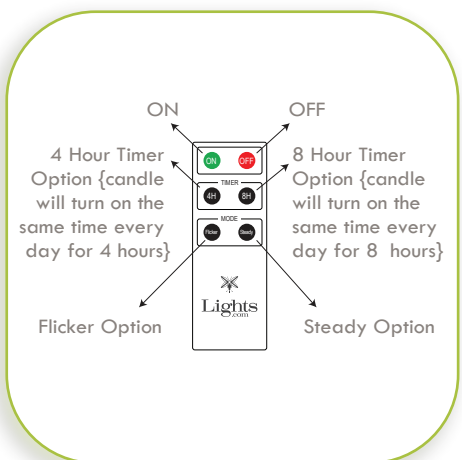 ON
OFF
4 Hour Timer
Option {candle
will turn on the
same time every
day for 4 hours}
8 Hour Timer
Option {candle
will turn on the
same time every
day for 8 hours}
ON
OFF
TIMER
4H
8H
MODE
Flicker
Steady
Lights
.com
Flicker Option
Steady Option